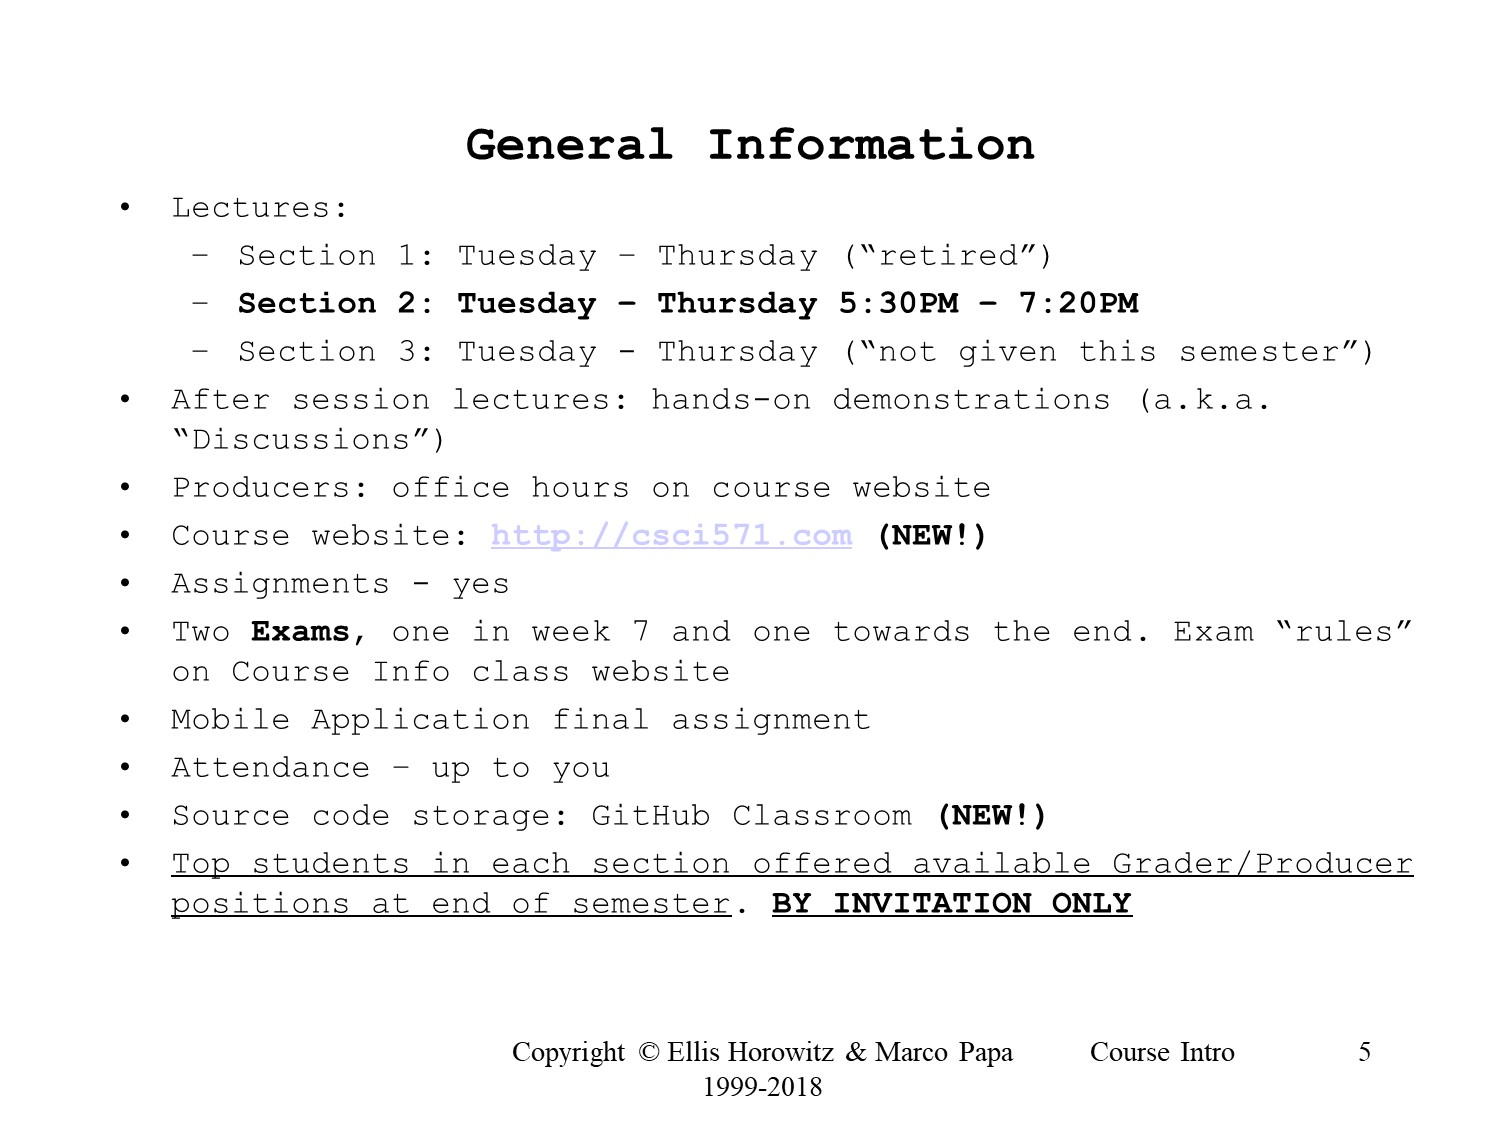 General Information
• Lectures:
– Section 1: Tuesday – Thursday (“retired”)
– Section 2: Tuesday – Thursday 5:30PM – 7:20PM
– Section 3: Tuesday - Thursday (“not given this semester”)
• After session lectures: hands-on demonstrations (a.k.a.
“Discussions”)
• Producers: office hours on course website
• Course website: http://csci571.com (NEW!)
• Assignments - yes
• Two Exams, one in week 7 and one towards the end. Exam “rules”
on Course Info class website
• Mobile Application final assignment
• Attendance – up to you
• Source code storage: GitHub Classroom (NEW!)
• Top students in each section offered available Grader/Producer
positions at end of semester. BY INVITATION ONLY
Copyright © Ellis Horowitz & Marco Papa
1999-2018
Course Intro
5